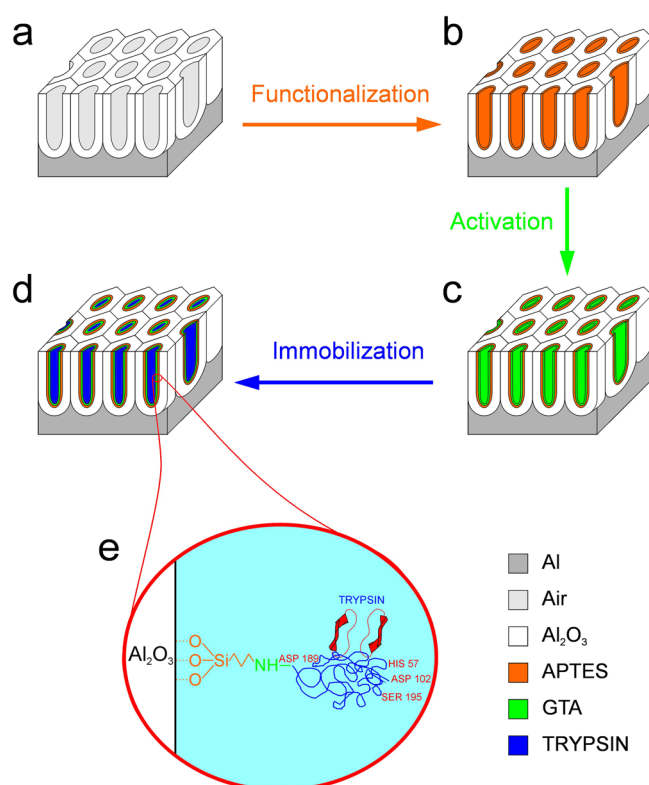 a
Functionalization
b
Activation
d
Immobilization
c
e
Al₂O₃
O
O
O
Si
NH
ASP 189
TRYPSIN
HIS 57
ASP 102
SER 195
Al
Air
Al₂O₃
APTES
GTA
TRYPSIN